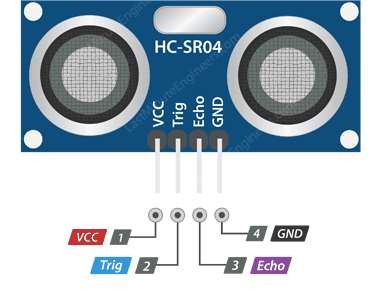 HC-SR04
VCC
Trig
Echo
GND
VCC 1
4 GND
Trig 2
3 Echo